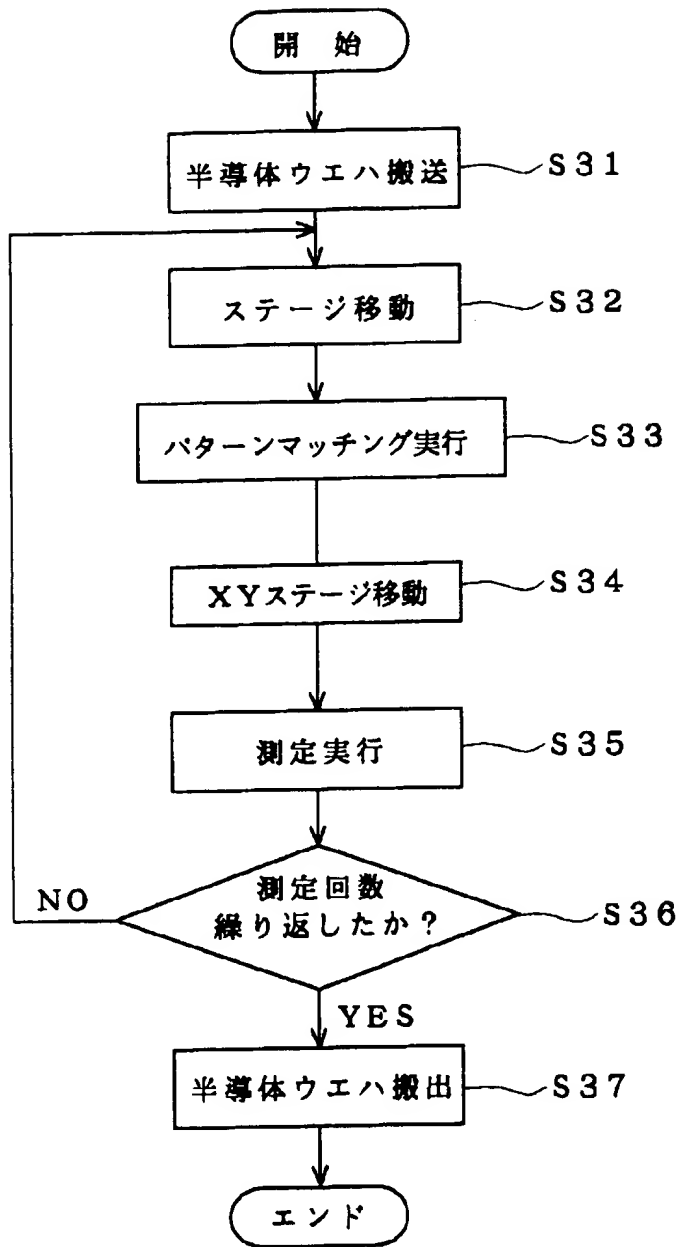 開 始
半導体ウエハ搬送
S31
ステージ移動
S32
パターンマッチング実行
S33
XYステージ移動
S34
測定実行
S35
測定回数
繰り返したか?
S36
NO
YES
半導体ウエハ搬出
S37
エンド